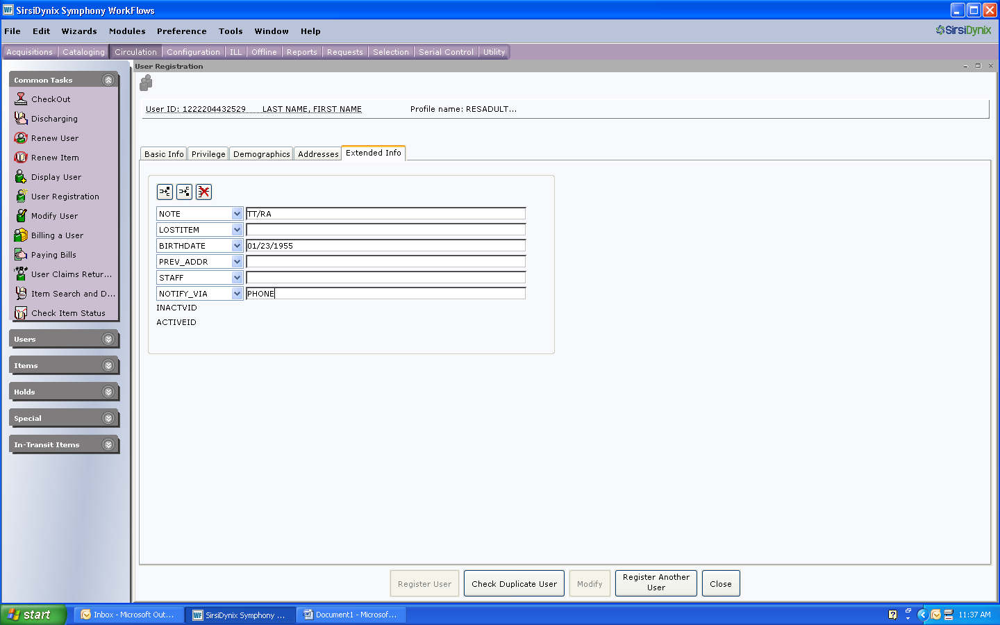 SirsiDynix Symphony WorkFlows
File Edit Wizards Modules Preference Tools Window Help
SirsiDynix
Acquisitions Cataloging Circulation Configuration ILL Offline Reports Requests Selection Serial Control Utility
User Registration
Common Tasks
CheckOut
Discharging
Renew User
Renew Item
Display User
User Registration
Modify User
Billing a User
Paying Bills
User Claims Retur...
Item Search and D...
Check Item Status
Users
Items
Holds
Special
In-Transit Items
User ID: 1222204432529 LAST NAME, FIRST NAME Profile name: RESADULT...
Basic Info Privilege Demographics Addresses Extended Info
NOTE TT/RA
LOSTITEM
BIRTHDATE 01/23/1955
PREV_ADDR
STAFF
NOTIFY_VIA PHONE
INACTVID
ACTIVEID
Register User Check Duplicate User Modify Register Another User Close
start Inbox - Microsoft Out... SirsiDynix Symphony ... Document1 - Microsof... 11:37 AM